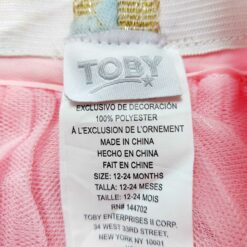 TOBY
EXCLUSIVO DE DECORACIÓN
100% POLYESTER
À L'EXCLUSION DE L'ORNEMENT
MADE IN CHINA
HECHO EN CHINA
FAIT EN CHINE
SIZE: 12-24 MONTHS
TALLA: 12-24 MESES
TAILLE: 12-24 MOIS
RN# 144702
TOBY ENTERPRISES II CORP.
34 WEST 33RD STREET,
NEW YORK NY 10001